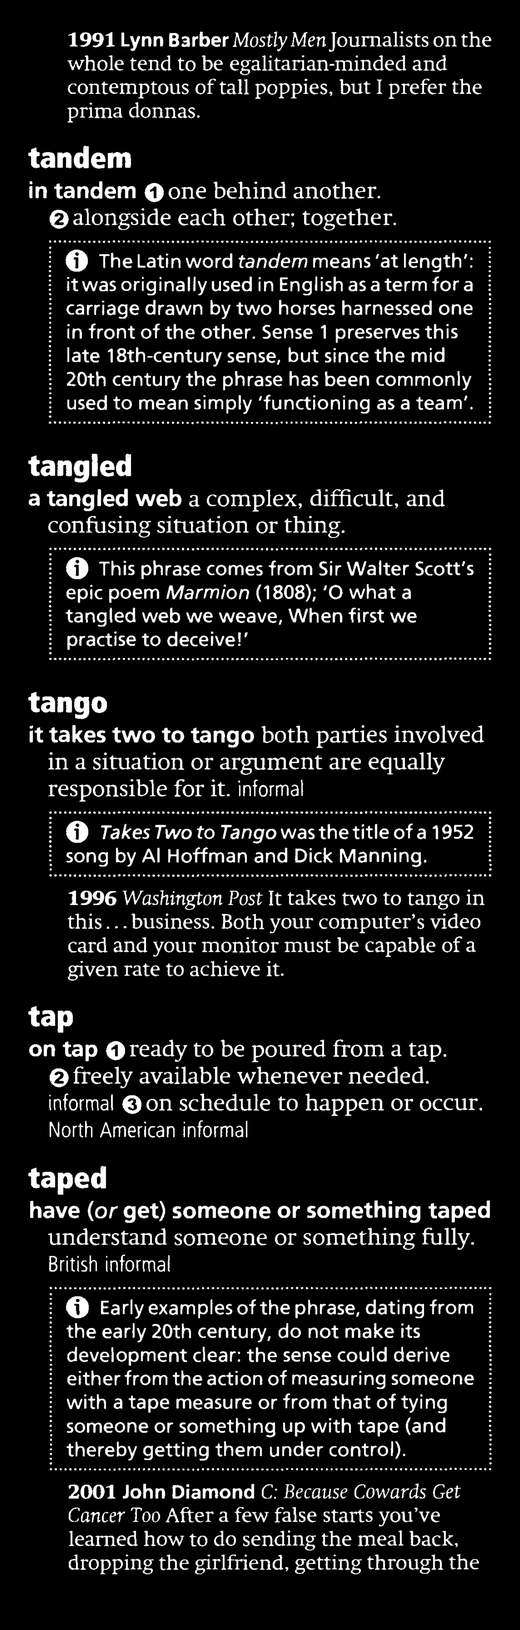 1991 Lynn Barber Mostly Men Journalists on the
whole tend to be egalitarian-minded and
contemptous of tall poppies, but I prefer the
prima donnas.
tandem
in tandem ❶ one behind another.
❷ alongside each other; together.
ⓘ The Latin word tandem means 'at length':
it was originally used in English as a term for a
carriage drawn by two horses harnessed one
in front of the other. Sense 1 preserves this
late 18th-century sense, but since the mid
20th century the phrase has been commonly
used to mean simply 'functioning as a team'.
tangled
a tangled web a complex, difficult, and
confusing situation or thing.
ⓘ This phrase comes from Sir Walter Scott's
epic poem Marmion (1808); 'O what a
tangled web we weave, When first we
practise to deceive!'
tango
it takes two to tango both parties involved
in a situation or argument are equally
responsible for it. informal
ⓘ Takes Two to Tango was the title of a 1952
song by Al Hoffman and Dick Manning.
1996 Washington Post It takes two to tango in
this... business. Both your computer's video
card and your monitor must be capable of a
given rate to achieve it.
tap
on tap ❶ ready to be poured from a tap.
❷ freely available whenever needed.
informal ❸ on schedule to happen or occur.
North American informal
taped
have (or get) someone or something taped
understand someone or something fully.
British informal
ⓘ Early examples of the phrase, dating from
the early 20th century, do not make its
development clear: the sense could derive
either from the action of measuring someone
with a tape measure or from that of tying
someone or something up with tape (and
thereby getting them under control).
2001 John Diamond C: Because Cowards Get
Cancer Too After a few false starts you've
learned how to do sending the meal back,
dropping the girlfriend, getting through the